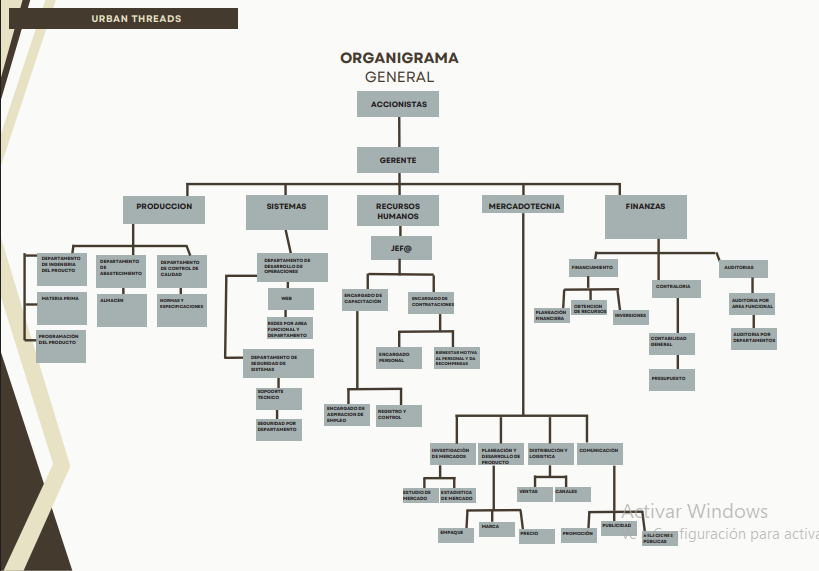 URBAN THREADS
ORGANIGRAMA
GENERAL
ACCIONISTAS
GERENTE
PRODUCCION
SISTEMAS
RECURSOS
HUMANOS
MERCADOTECNIA
FINANZAS
JEF@
DEPARTAMENTO
DE INGENIERIA
DEL PROUCTO
DEPARTAMENTO
DE
ABASTECIMIENTO
DEPARTAMENTO
DE CONTROL DE
CALIDAD
MATERIA PRIMA
ALMACEN
NORMAS Y
ESPECIFICACIONES
PROGRAMACIÓN
DEL PRODUCTO
DEPARTAMENTO DE
DESARROLLO DE
OPERACIONES
WEB
REDES POR AREA
FUNCIONAL Y
DEPARTAMENTO
DEPARTAMENTO DE
SEGURIDAD DE
SISTEMAS
SOPOORTE
TECNICO
SEGURIDAD POR
DEPARTAMENTO
ENCARGADO DE
CAPACITACIÓN
ENCARGADO DE
CONTRATACIONES
ENCARGADO
PERSONAL
BIENESTAR MOTIVA
AL PERSONAL Y DA
RECOMPENSAS
ENCARGADO DE
EMPLEO
REGISTRO Y
CONTROL
FINANCIAMIENTO
PLANEACIÓN
FINANCIERA
OBTENCION
DE RECURSOS
INVERSIONES
CONTRALORIA
CONTABILIDAD
GENERAL
PRESUPUESTO
AUDITORIAS
AUDITORIA POR
AREA FUNCIONAL
AUDITORIA POR
DEPARTAMENTOS
INVESTIGACIÓN
DE MERCADOS
PLANEACIÓN Y
DESARROLLO DE
PRODUCTO
DISTRIBUCIÓN Y
LOGISTICA
COMUNICACIÓN
ESTUDIO DE
MERCADO
ESTADISTICA
DE MERCADO
VENTAS
CANALES
EMPAQUE
MARCA
PRECIO
PROMOCIÓN
PUBLICIDAD
RELACIONES
PUBLICAS
Activar Windows
Ve a Configuración para activa